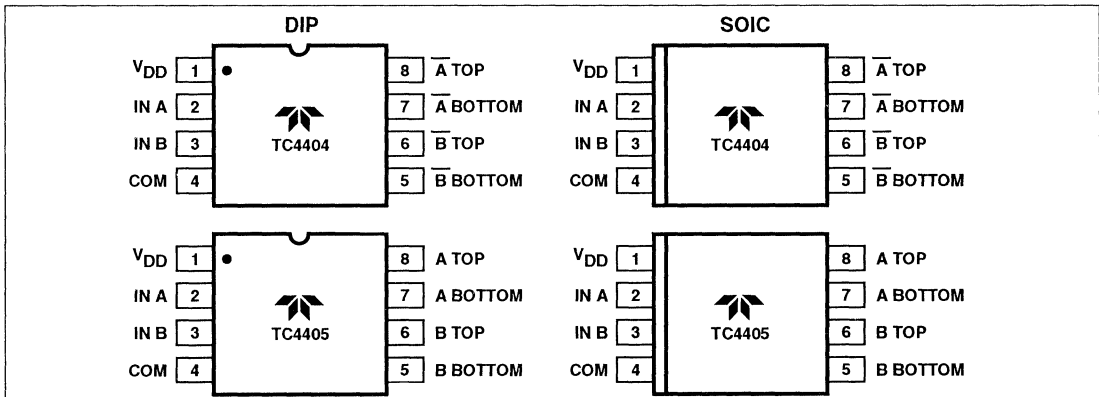 DIP
VDD 1
IN A 2
IN B 3
COM 4
TC4404
8 A̅ TOP
7 A̅ BOTTOM
6 B̅ TOP
5 B̅ BOTTOM
SOIC
VDD 1
IN A 2
IN B 3
COM 4
TC4404
8 A̅ TOP
7 A̅ BOTTOM
6 B̅ TOP
5 B̅ BOTTOM
VDD 1
IN A 2
IN B 3
COM 4
TC4405
8 A TOP
7 A BOTTOM
6 B TOP
5 B BOTTOM
VDD 1
IN A 2
IN B 3
COM 4
TC4405
8 A TOP
7 A BOTTOM
6 B TOP
5 B BOTTOM